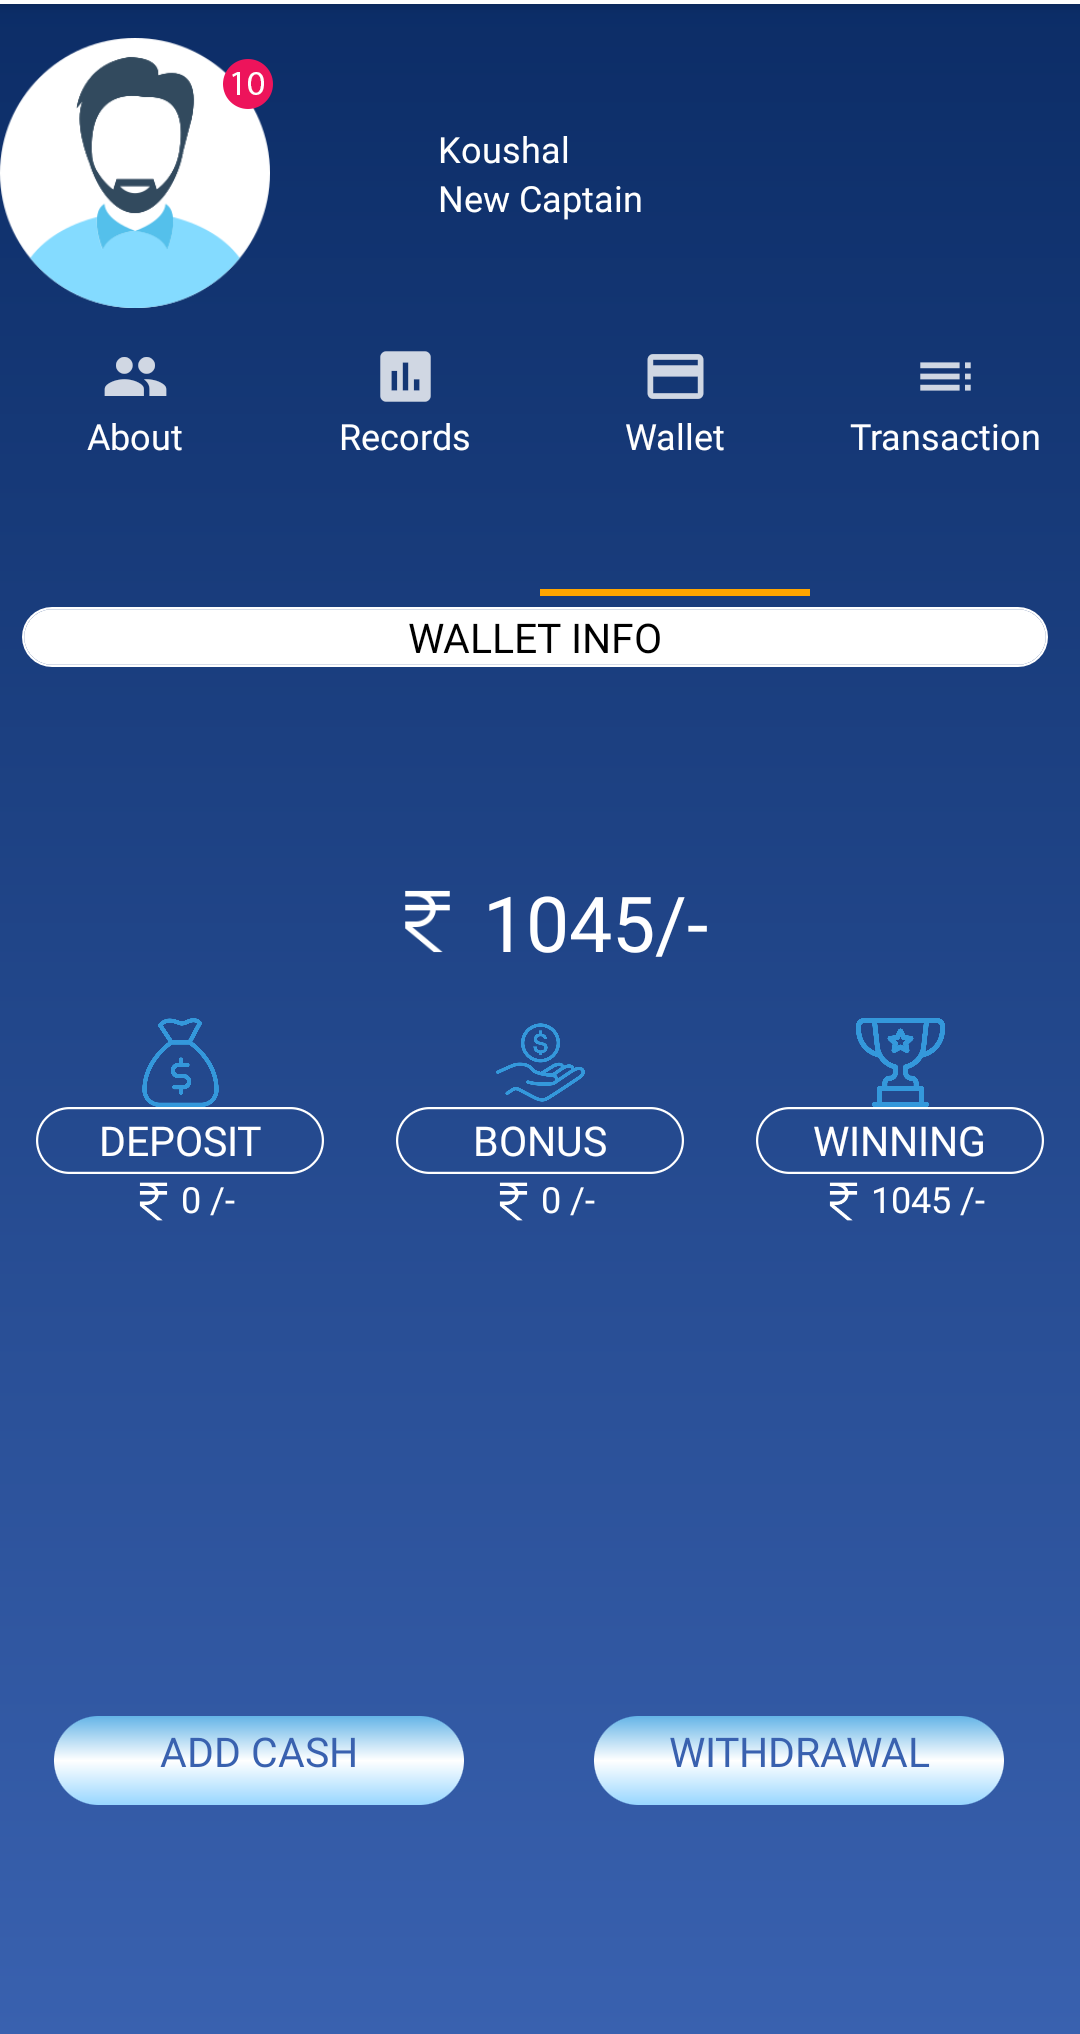 10
Koushal
New Captain
About Records Wallet Transaction
WALLET INFO
₹ 1045/-
DEPOSIT BONUS WINNING
₹ 0 /- ₹ 0 /- ₹ 1045 /-
ADD CASH WITHDRAWAL